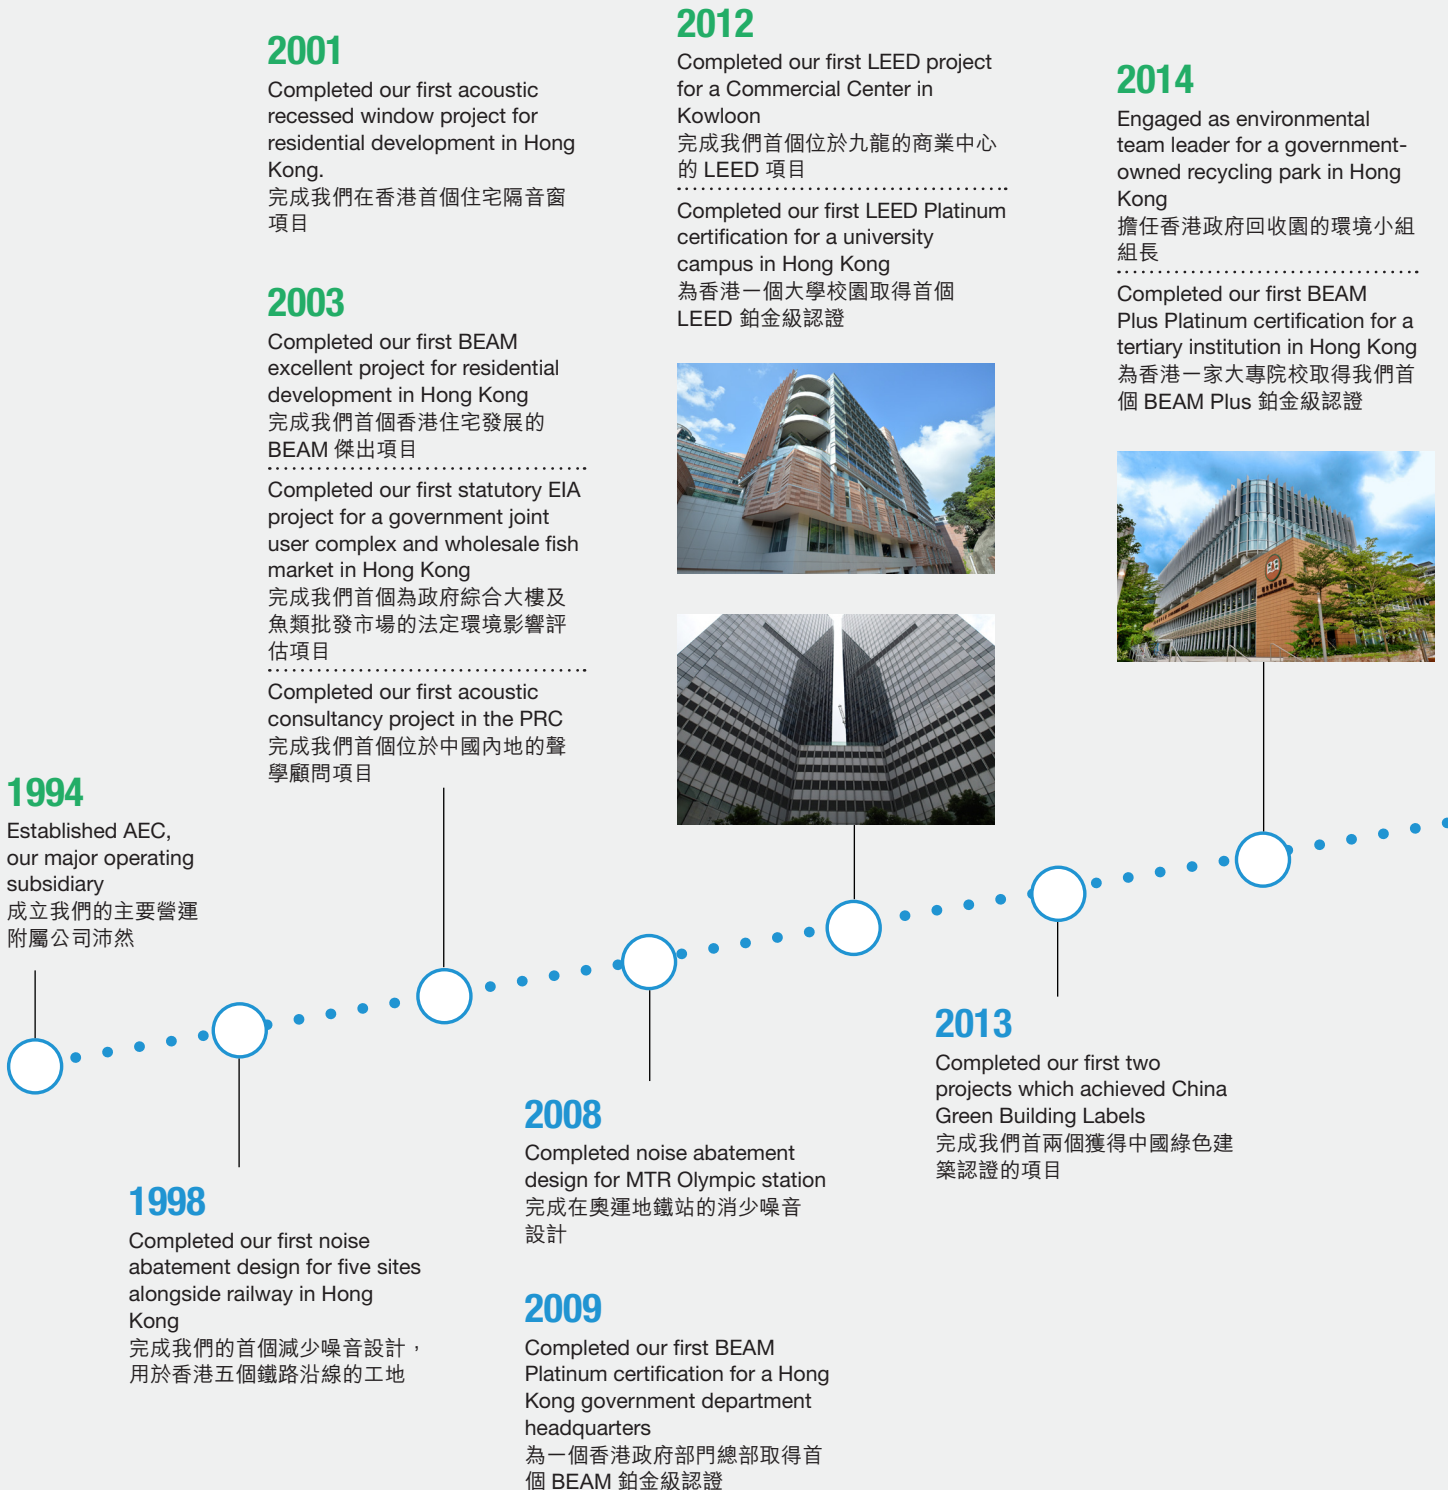 1994
Established AEC,
our major operating
subsidiary
成立我們的主要營運
附屬公司沛然
1998
Completed our first noise
abatement design for five sites
alongside railway in Hong
Kong
完成我們的首個減少噪音設計，
用於香港五個鐵路沿線的工地
2001
Completed our first acoustic
recessed window project for
residential development in Hong
Kong.
完成我們在香港首個住宅隔音窗
項目
2003
Completed our first BEAM
excellent project for residential
development in Hong Kong
完成我們首個香港住宅發展的
BEAM 傑出項目
Completed our first statutory EIA
project for a government joint
user complex and wholesale fish
market in Hong Kong
完成我們首個為政府綜合大樓及
魚類批發市場的法定環境影響評
估項目
Completed our first acoustic
consultancy project in the PRC
完成我們首個位於中國內地的聲
學顧問項目
2008
Completed noise abatement
design for MTR Olympic station
完成在奧運地鐵站的消少噪音
設計
2009
Completed our first BEAM
Platinum certification for a Hong
Kong government department
headquarters
為一個香港政府部門總部取得首
個 BEAM 鉑金級認證
2012
Completed our first LEED project
for a Commercial Center in
Kowloon
完成我們首個位於九龍的商業中心
的 LEED 項目
Completed our first LEED Platinum
certification for a university
campus in Hong Kong
為香港一個大學校園取得首個
LEED 鉑金級認證
2013
Completed our first two
projects which achieved China
Green Building Labels
完成我們首兩個獲得中國綠色建
築認證的項目
2014
Engaged as environmental
team leader for a government-
owned recycling park in Hong
Kong
擔任香港政府回收園的環境小組
組長
Completed our first BEAM
Plus Platinum certification for a
tertiary institution in Hong Kong
為香港一家大專院校取得我們首
個 BEAM Plus 鉑金級認證